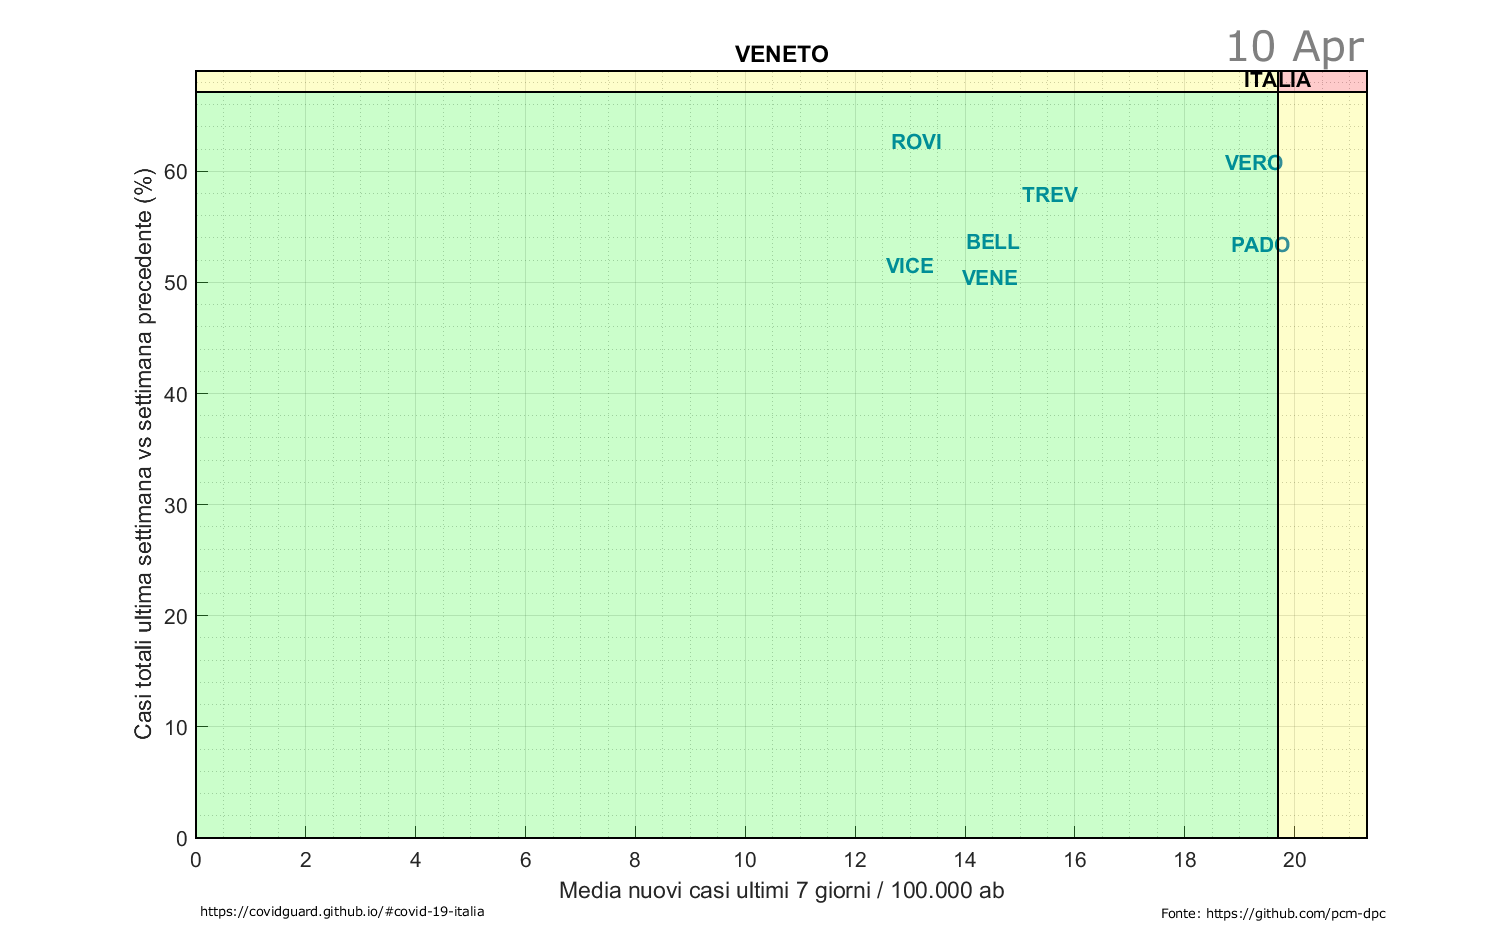 10 Apr
VENETO
ITALIA
ROVI
VERO
TREV
BELL
PADO
VICE
VENE
Casi totali ultima settimana vs settimana precedente (%)
60
50
40
30
20
10
0
0 2 4 6 8 10 12 14 16 18 20
Media nuovi casi ultimi 7 giorni / 100.000 ab
https://covidguard.github.io/#covid-19-italia
Fonte: https://github.com/pcm-dpc